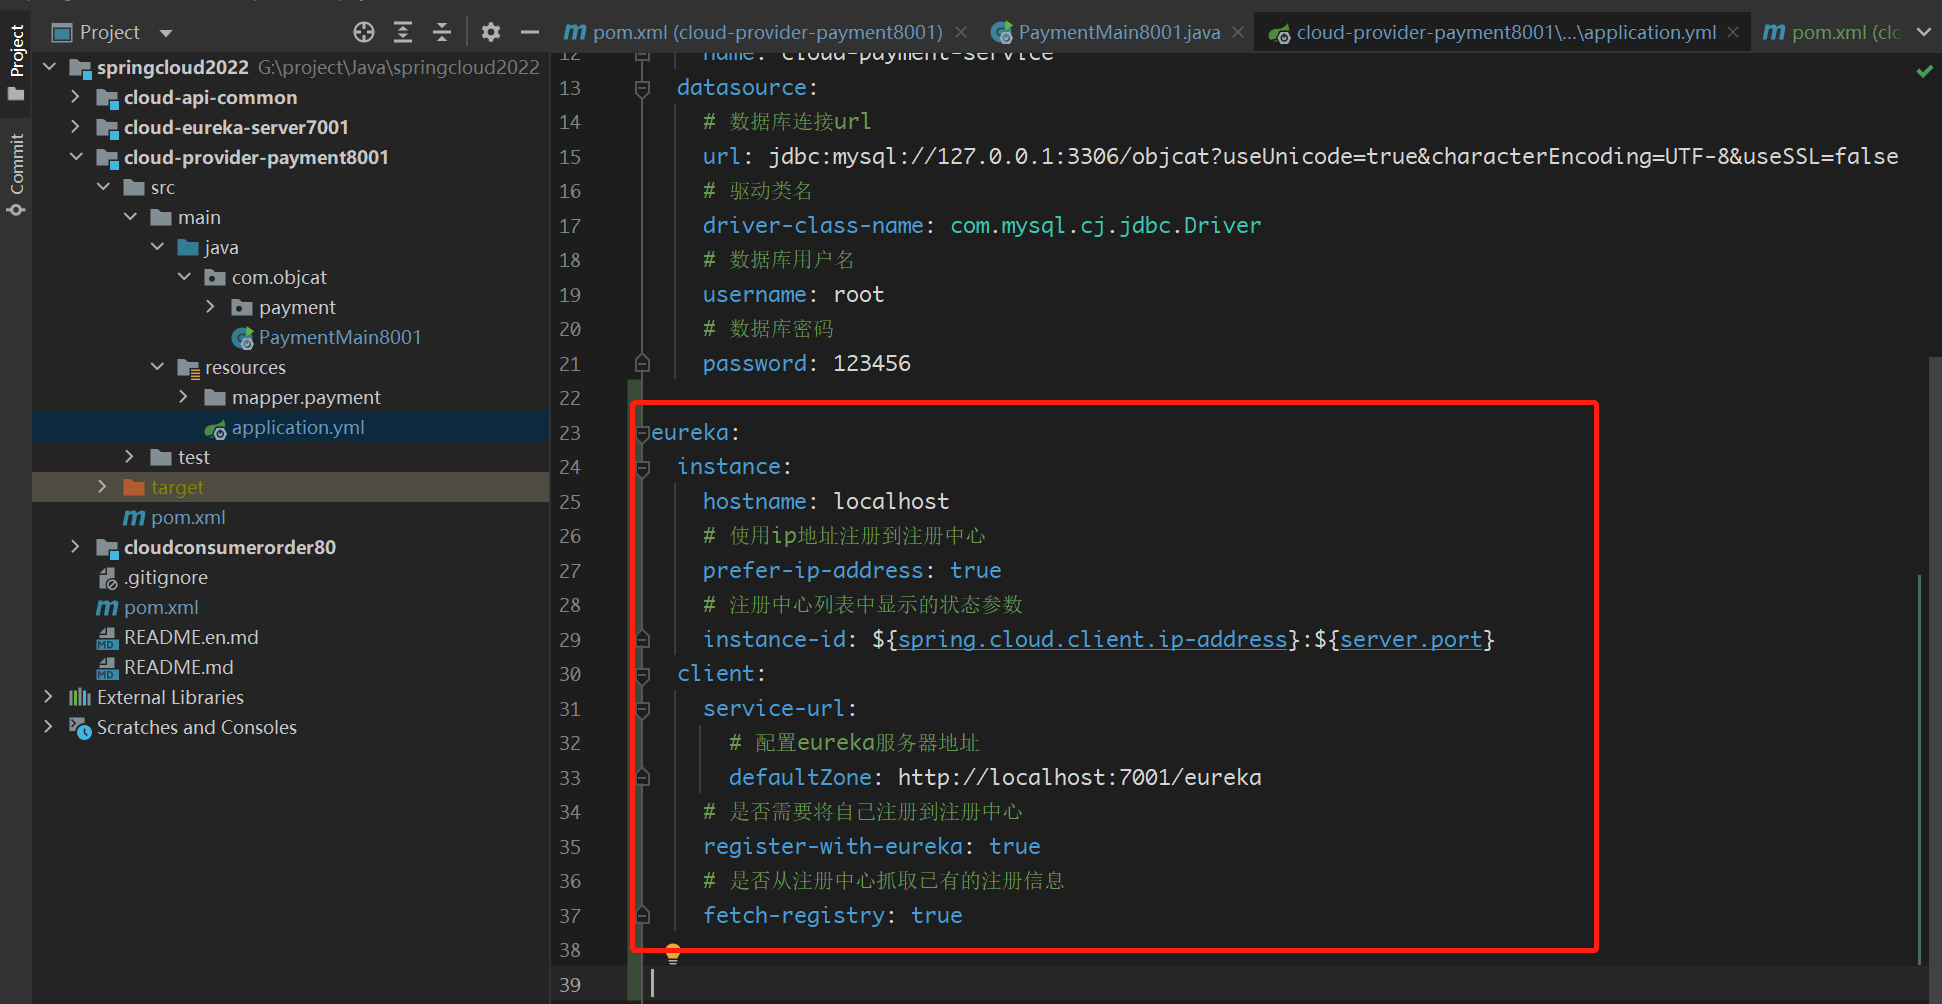 Project
Commit
Project
springcloud2022 G:\project\Java\springcloud2022
cloud-api-common
cloud-eureka-server7001
cloud-provider-payment8001
src
main
java
com.objcat
payment
PaymentMain8001
resources
mapper.payment
application.yml
test
target
pom.xml
cloudconsumerorder80
.gitignore
pom.xml
README.en.md
README.md
External Libraries
Scratches and Consoles
pom.xml (cloud-provider-payment8001)
PaymentMain8001.java
cloud-provider-payment8001\...\application.yml
pom.xml (clo
12 name: cloud-payment-service
13 datasource:
14 # 数据库连接url
15 url: jdbc:mysql://127.0.0.1:3306/objcat?useUnicode=true&characterEncoding=UTF-8&useSSL=false
16 # 驱动类名
17 driver-class-name: com.mysql.cj.jdbc.Driver
18 # 数据库用户名
19 username: root
20 # 数据库密码
21 password: 123456
22
23 eureka:
24 instance:
25 hostname: localhost
26 # 使用ip地址注册到注册中心
27 prefer-ip-address: true
28 # 注册中心列表中显示的状态参数
29 instance-id: ${spring.cloud.client.ip-address}:${server.port}
30 client:
31 service-url:
32 # 配置eureka服务器地址
33 defaultZone: http://localhost:7001/eureka
34 # 是否需要将自己注册到注册中心
35 register-with-eureka: true
36 # 是否从注册中心抓取已有的注册信息
37 fetch-registry: true
38
39